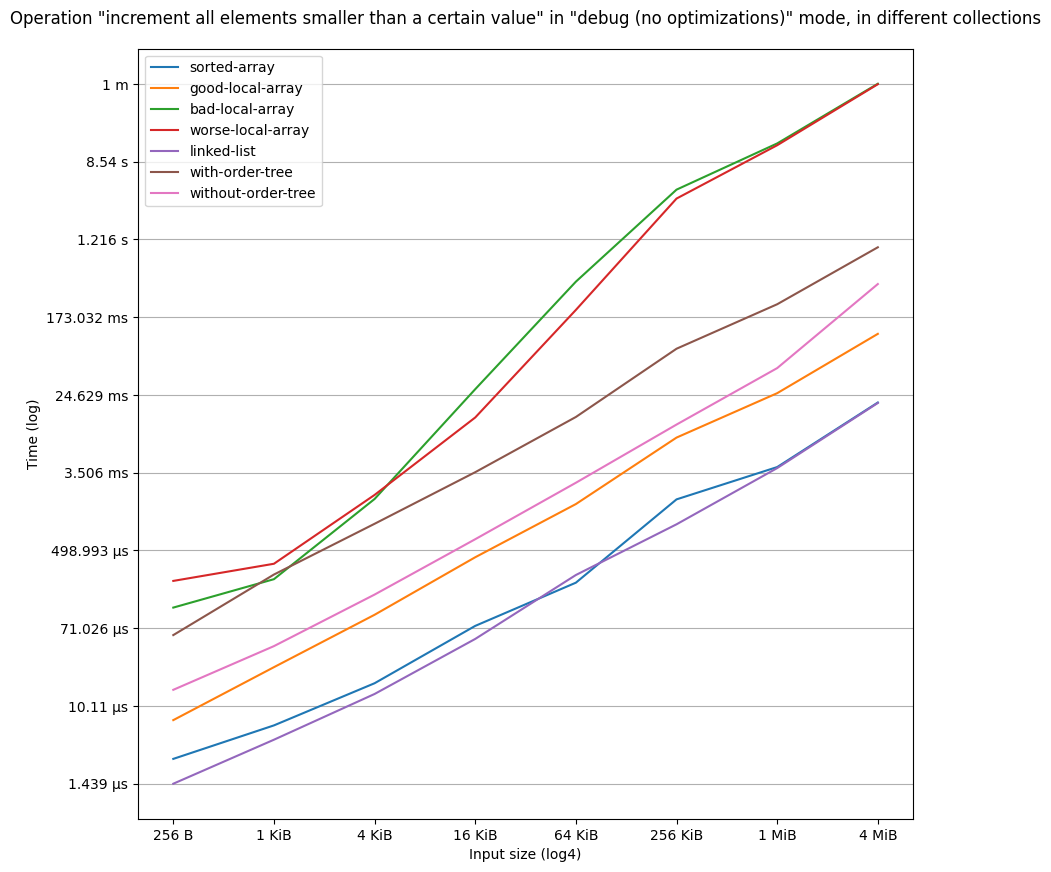 Operation "increment all elements smaller than a certain value" in "debug (no optimizations)" mode, in different collections
sorted-array
good-local-array
bad-local-array
worse-local-array
linked-list
with-order-tree
without-order-tree
1 m
8.54 s
1.216 s
173.032 ms
24.629 ms
3.506 ms
498.993 µs
71.026 µs
10.11 µs
1.439 µs
Time (log)
256 B
1 KiB
4 KiB
16 KiB
64 KiB
256 KiB
1 MiB
4 MiB
Input size (log4)